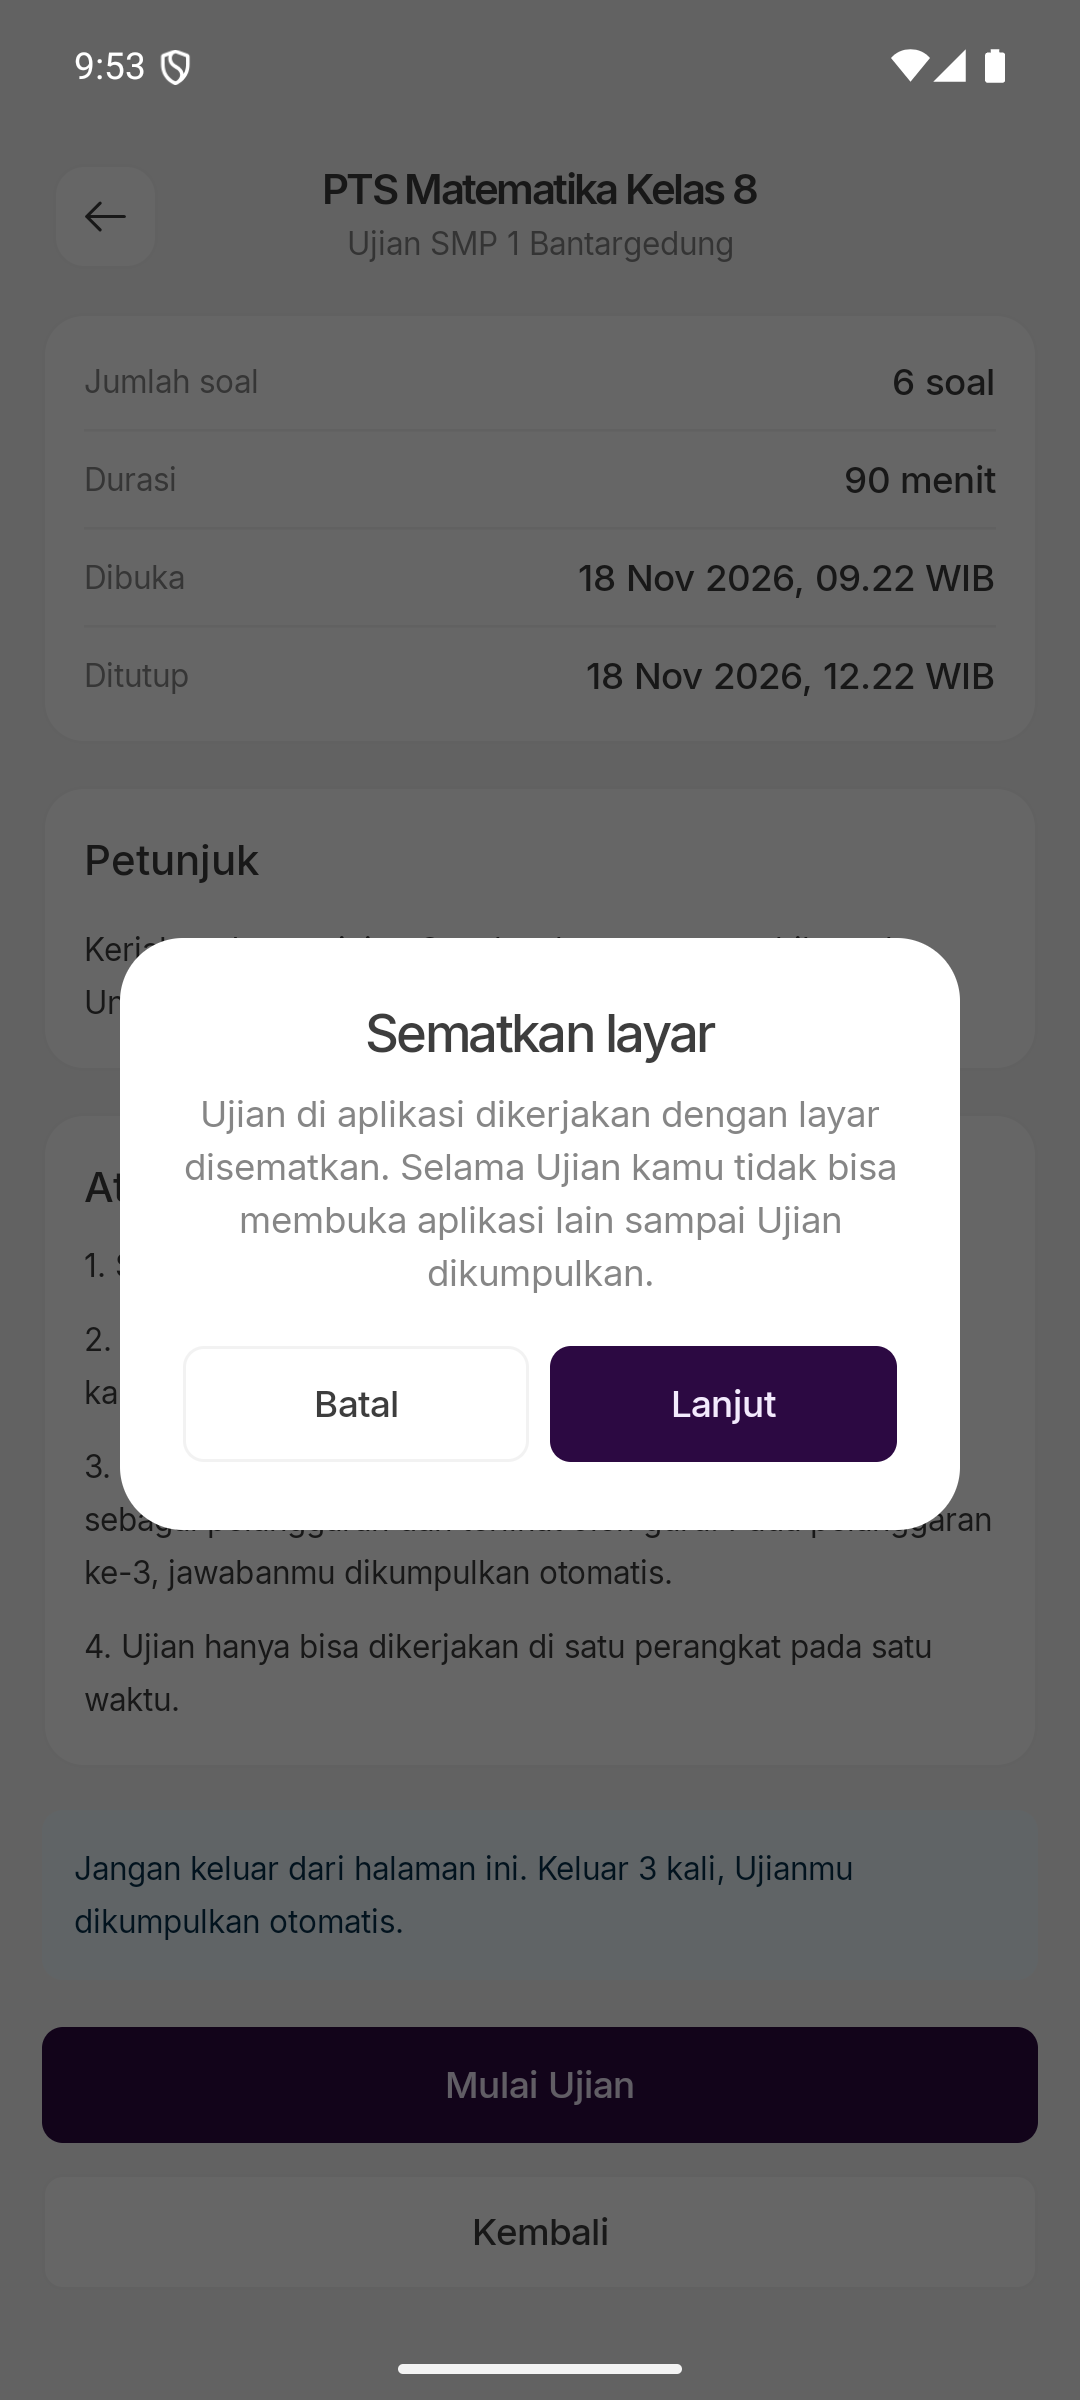 9:53
PTS Matematika Kelas 8
Ujian SMP 1 Bantargedung
Jumlah soal
6 soal
Durasi
90 menit
Dibuka
18 Nov 2026, 09.22 WIB
Ditutup
18 Nov 2026, 12.22 WIB
Petunjuk
Sematkan layar
Ujian di aplikasi dikerjakan dengan layar
disematkan. Selama Ujian kamu tidak bisa
membuka aplikasi lain sampai Ujian
dikumpulkan.
Batal
Lanjut
1.
2.
3.
ke-3, jawabanmu dikumpulkan otomatis.
4. Ujian hanya bisa dikerjakan di satu perangkat pada satu
waktu.
Jangan keluar dari halaman ini. Keluar 3 kali, Ujianmu
dikumpulkan otomatis.
Mulai Ujian
Kembali